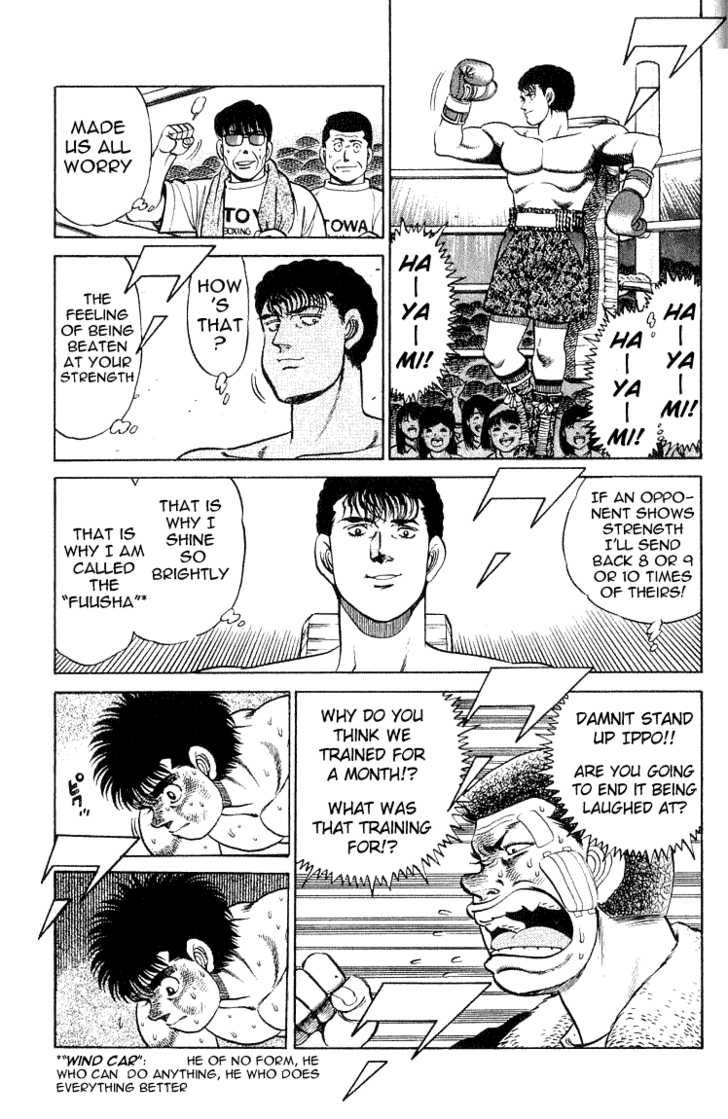 HA
-
YA
-
MI!
HA
-
YA
-
MI!
HA
-
YA
-
MI!
MADE
US ALL
WORRY
TOW
BOXING
TOWA
HOW
'S
THAT
?
THE
FEELING
OF BEING
BEATEN
AT YOUR
STRENGTH
IF AN OPPO-
NENT SHOWS
STRENGTH
I'LL SEND
BACK 8 OR 9
OR 10 TIMES
OF THEIRS!
THAT IS
WHY I
SHINE
SO
BRIGHTLY
THAT IS
WHY I AM
CALLED
THE
"FUUSHA"*
DAMNIT STAND
UP IPPO!!
ARE YOU GOING
TO END IT BEING
LAUGHED AT?
WHY DO YOU
THINK WE
TRAINED FOR
A MONTH!?
WHAT WAS
THAT TRAINING
FOR!?
ピク
*"WIND CAR": HE OF NO FORM, HE
WHO CAN DO ANYTHING, HE WHO DOES
EVERYTHING BETTER